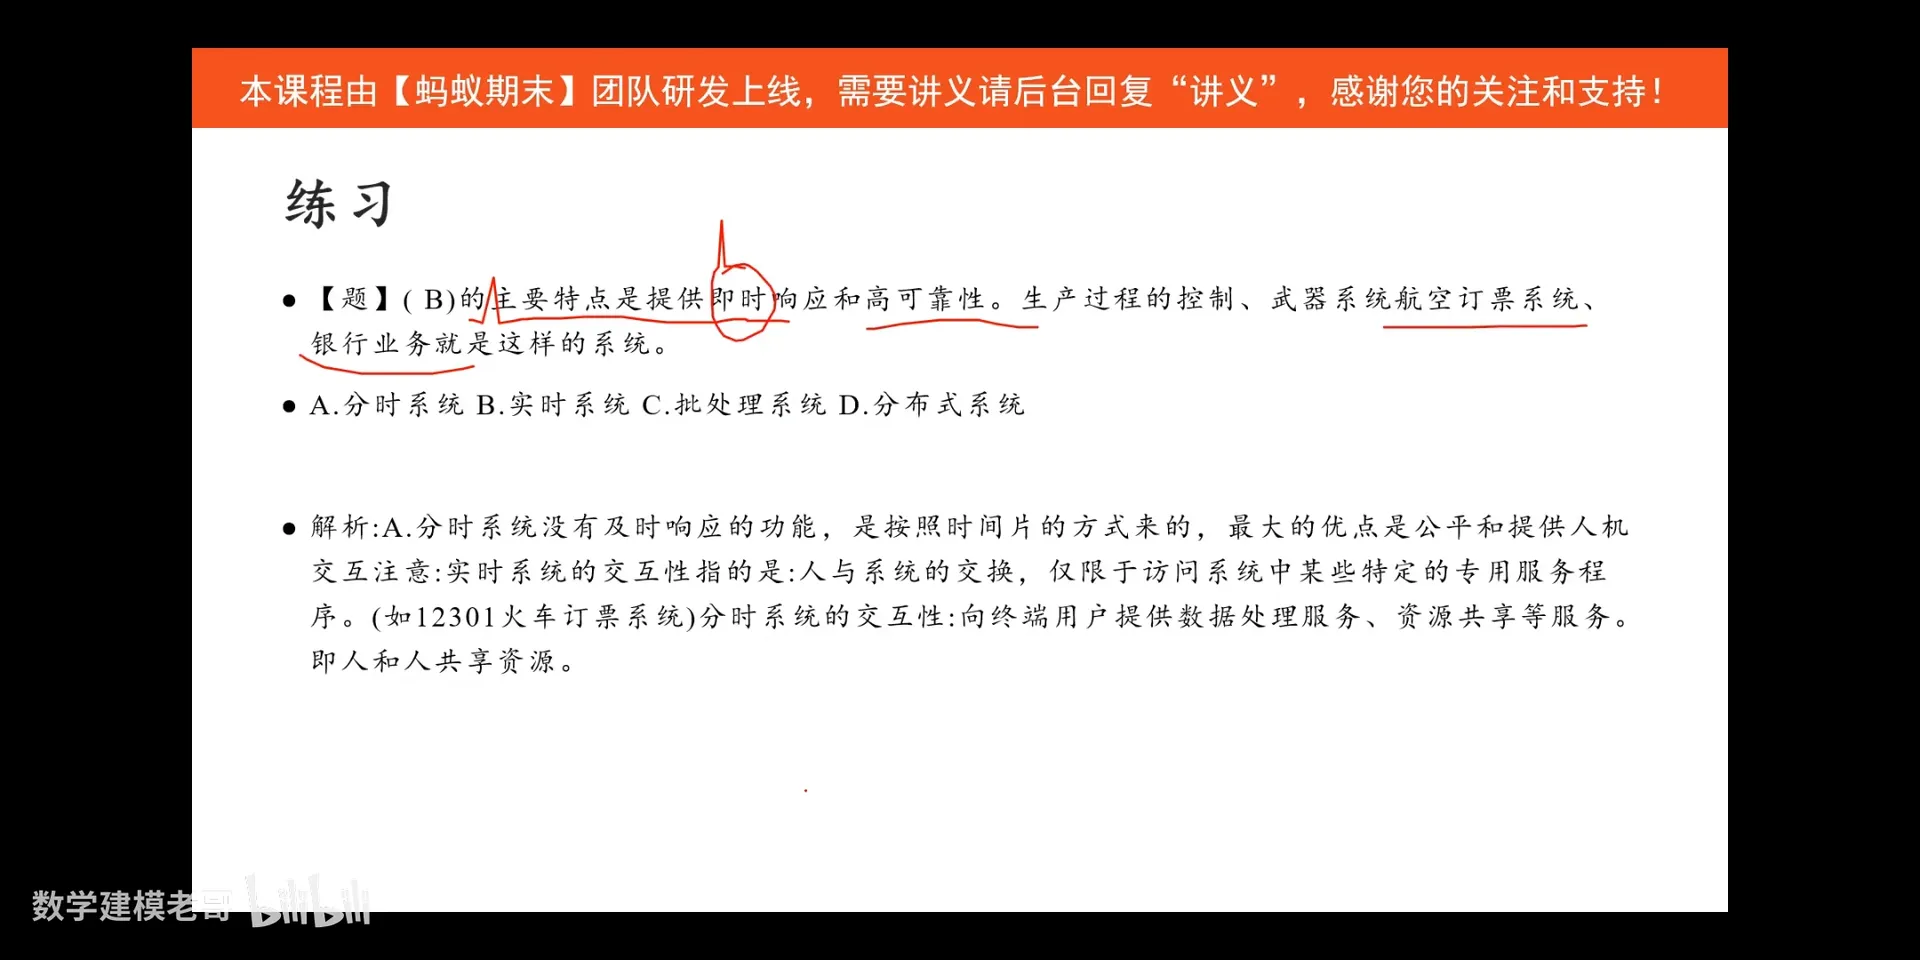 本课程由【蚂蚁期末】团队研发上线，需要讲义请后台回复“讲义”，感谢您的关注和支持！
练习
● 【题】( B)的主要特点是提供即时响应和高可靠性。生产过程的控制、武器系统航空订票系统、
银行业务就是这样的系统。
● A.分时系统 B.实时系统 C.批处理系统 D.分布式系统
● 解析:A.分时系统没有及时响应的功能，是按照时间片的方式来的，最大的优点是公平和提供人机
交互注意:实时系统的交互性指的是:人与系统的交换，仅限于访问系统中某些特定的专用服务程
序。(如12301火车订票系统)分时系统的交互性:向终端用户提供数据处理服务、资源共享等服务。
即人和人共享资源。
数学建模老哥 bilibili